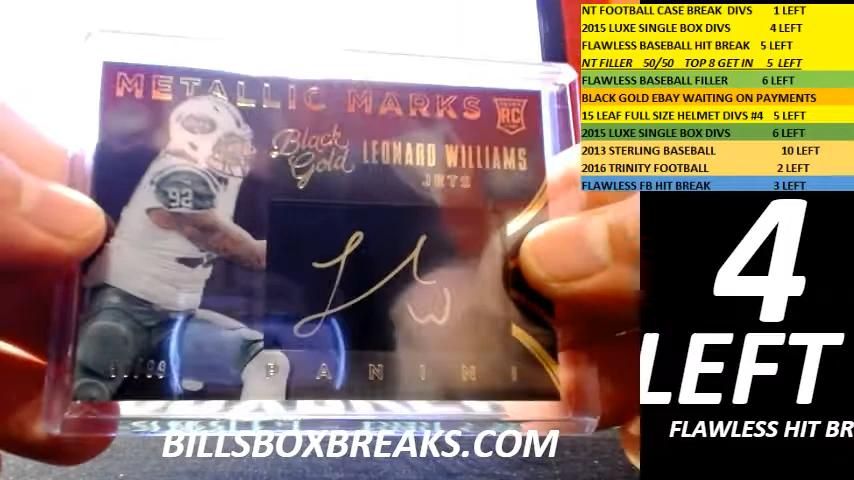 METALLIC MARKS
RC
Black Gold
LEONARD WILLIAMS
JETS
92
LW
/99
PANINI
BILLSBOXBREAKS.COM
NT FOOTBALL CASE BREAK DIVS 1 LEFT
2015 LUXE SINGLE BOX DIVS 4 LEFT
FLAWLESS BASEBALL HIT BREAK 5 LEFT
NT FILLER 50/50 TOP 8 GET IN 5 LEFT
FLAWLESS BASEBALL FILLER 6 LEFT
BLACK GOLD EBAY WAITING ON PAYMENTS
15 LEAF FULL SIZE HELMET DIVS #4 5 LEFT
2015 LUXE SINGLE BOX DIVS 6 LEFT
2013 STERLING BASEBALL 10 LEFT
2016 TRINITY FOOTBALL 2 LEFT
FLAWLESS FB HIT BREAK 3 LEFT
4
LEFT
FLAWLESS HIT BR